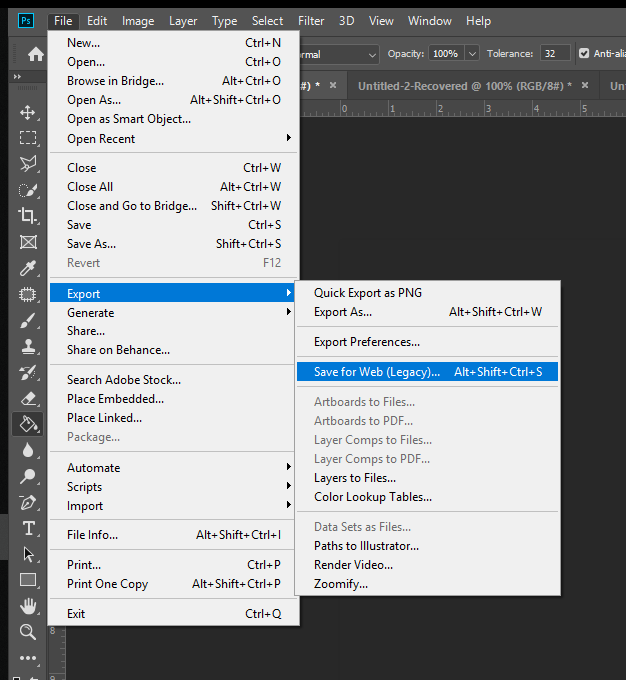 Ps File Edit Image Layer Type Select Filter 3D View Window Help
Opacity: 100% Tolerance: 32 Anti-alia
#) * × Untitled-2-Recovered @ 100% (RGB/8#) * ×
0 1 2 3 4 5
New... Ctrl+N
Open... Ctrl+O
Browse in Bridge... Alt+Ctrl+O
Open As... Alt+Shift+Ctrl+O
Open as Smart Object...
Open Recent
Close Ctrl+W
Close All Alt+Ctrl+W
Close and Go to Bridge... Shift+Ctrl+W
Save Ctrl+S
Save As... Shift+Ctrl+S
Revert F12
Export
Generate
Share...
Share on Behance...
Search Adobe Stock...
Place Embedded...
Place Linked...
Package...
Automate
Scripts
Import
File Info... Alt+Shift+Ctrl+I
Print... Ctrl+P
Print One Copy Alt+Shift+Ctrl+P
Exit Ctrl+Q
Quick Export as PNG
Export As... Alt+Shift+Ctrl+W
Export Preferences...
Save for Web (Legacy)... Alt+Shift+Ctrl+S
Artboards to Files...
Artboards to PDF...
Layer Comps to Files...
Layer Comps to PDF...
Layers to Files...
Color Lookup Tables...
Data Sets as Files...
Paths to Illustrator...
Render Video...
Zoomify...
8